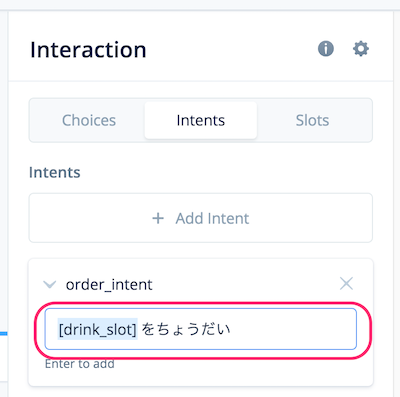 Interaction
Choices Intents Slots
Intents
+ Add Intent
order_intent
[drink_slot] をちょうだい
Enter to add